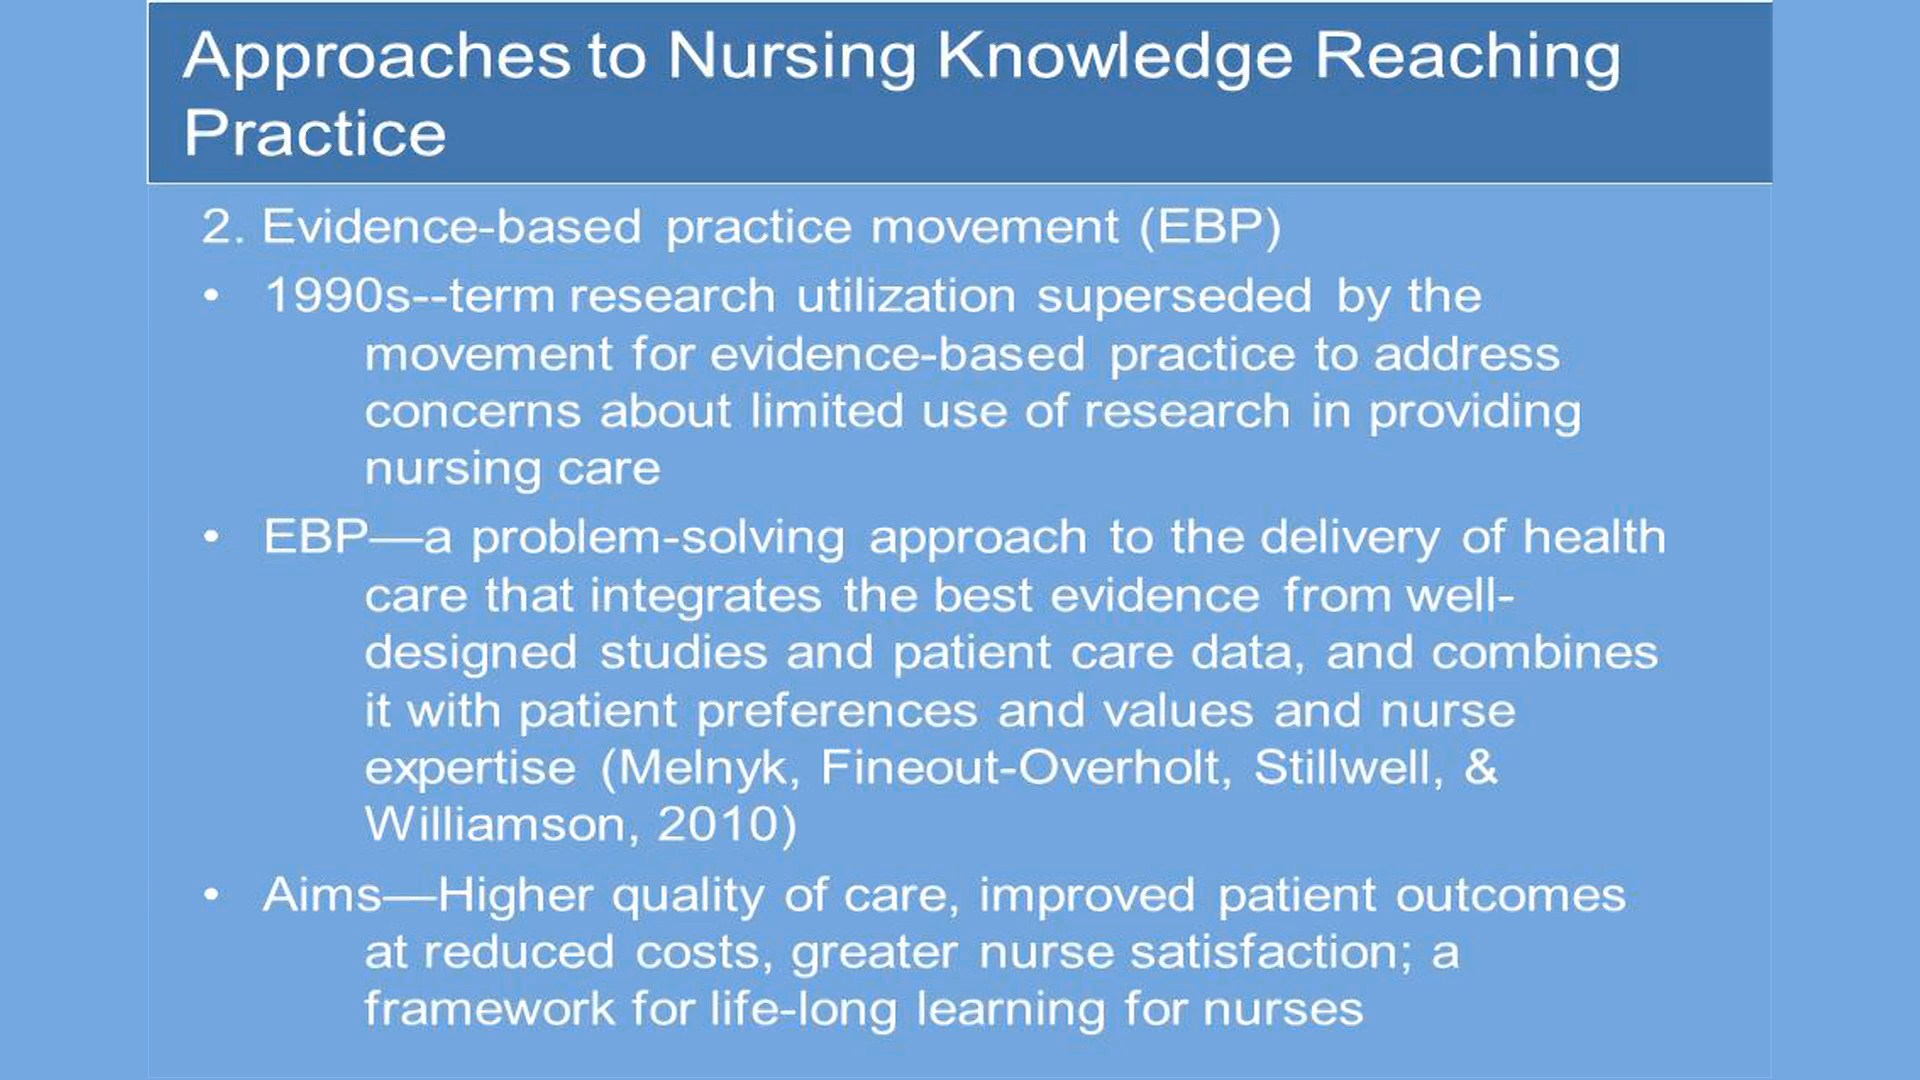 Approaches to Nursing Knowledge Reaching
Practice
2. Evidence-based practice movement (EBP)
• 1990s--term research utilization superseded by the
movement for evidence-based practice to address
concerns about limited use of research in providing
nursing care
• EBP—a problem-solving approach to the delivery of health
care that integrates the best evidence from well-
designed studies and patient care data, and combines
it with patient preferences and values and nurse
expertise (Melnyk, Fineout-Overholt, Stillwell, &
Williamson, 2010)
• Aims—Higher quality of care, improved patient outcomes
at reduced costs, greater nurse satisfaction; a
framework for life-long learning for nurses